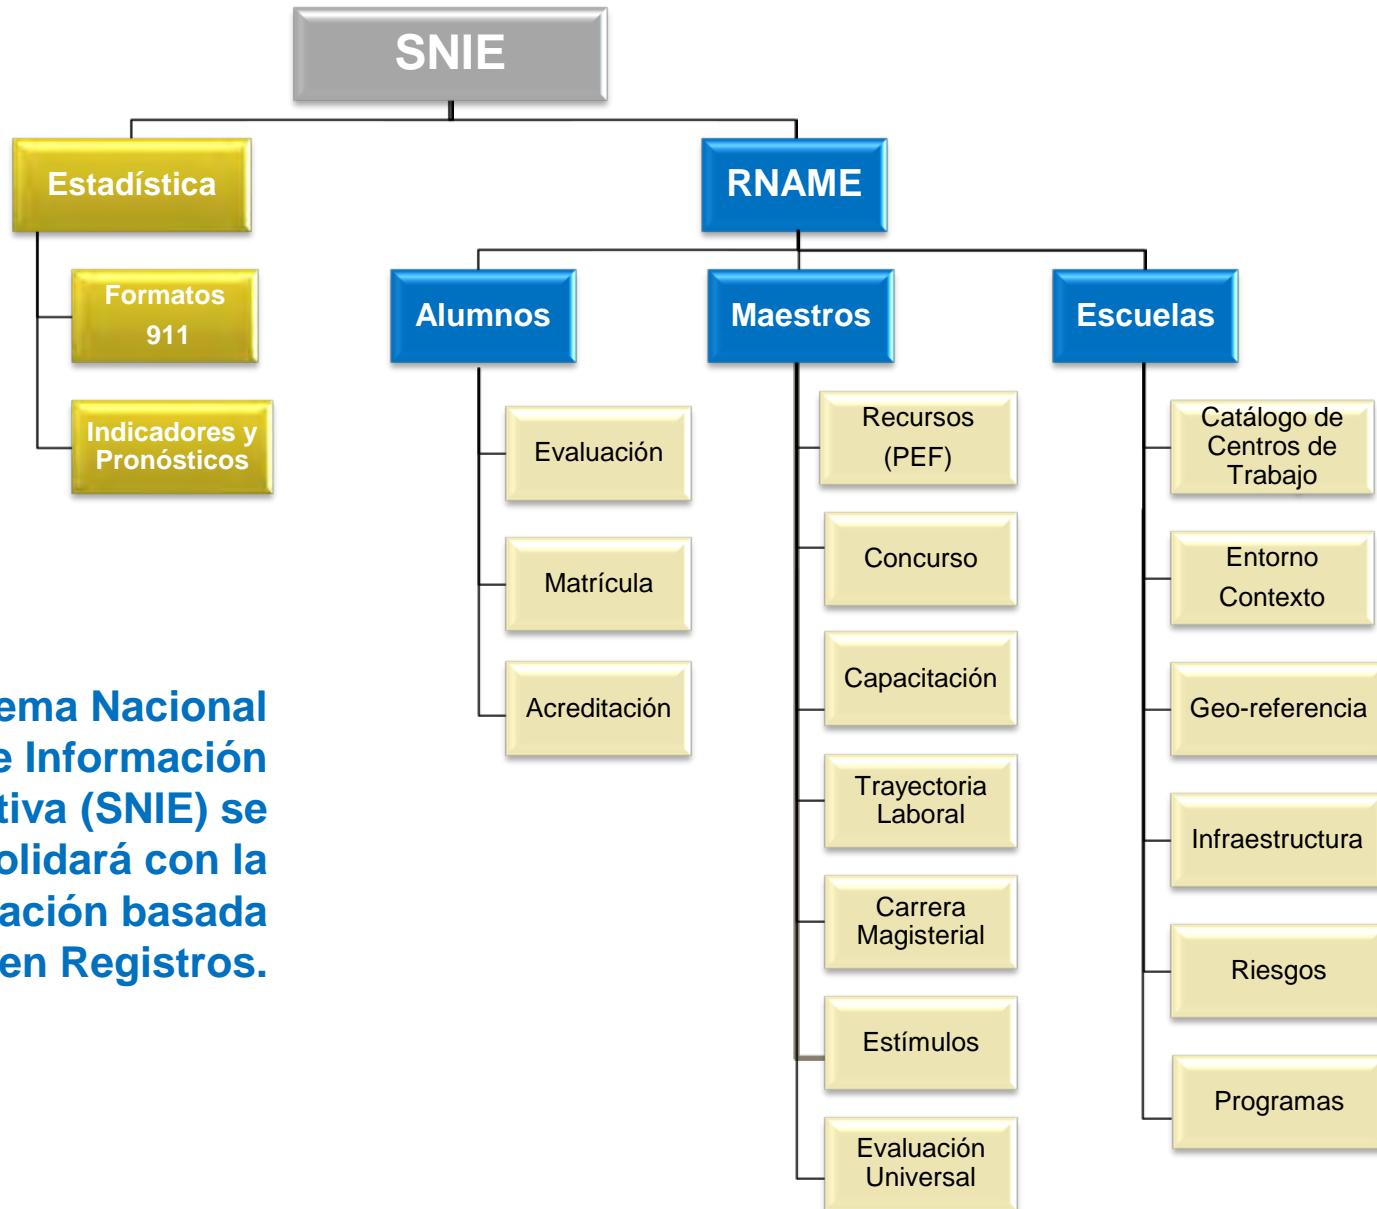 SNIE
Estadística
RNAME
Formatos
911
Indicadores y
Pronósticos
Alumnos
Maestros
Escuelas
Evaluación
Matrícula
Acreditación
Recursos
(PEF)
Concurso
Capacitación
Trayectoria
Laboral
Carrera
Magisterial
Estímulos
Evaluación
Universal
Catálogo de
Centros de
Trabajo
Entorno
Contexto
Geo-referencia
Infraestructura
Riesgos
Programas
ema Nacional
e Información
tiva (SNIE) se
olidará con la
ación basada
en Registros.